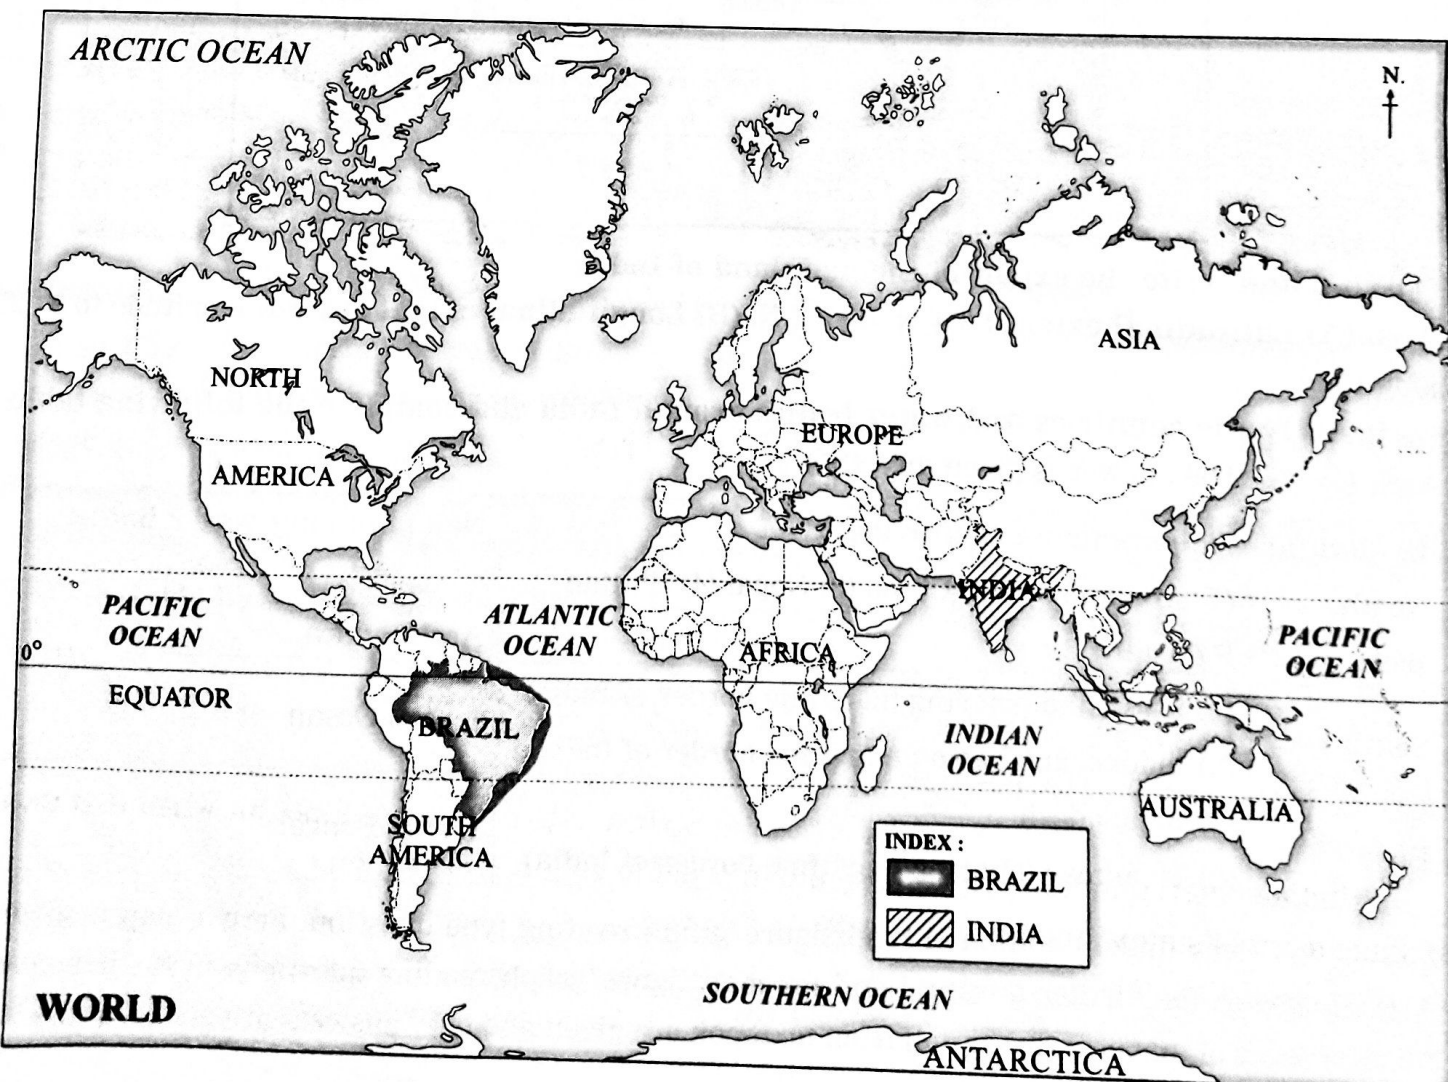 ARCTIC OCEAN
N.
ASIA
NORTH
AMERICA
EUROPE
INDIA
PACIFIC
OCEAN
ATLANTIC
OCEAN
AFRICA
PACIFIC
OCEAN
0°
EQUATOR
BRAZIL
INDIAN
OCEAN
AUSTRALIA
SOUTH
AMERICA
INDEX :
BRAZIL
INDIA
SOUTHERN OCEAN
WORLD
ANTARCTICA